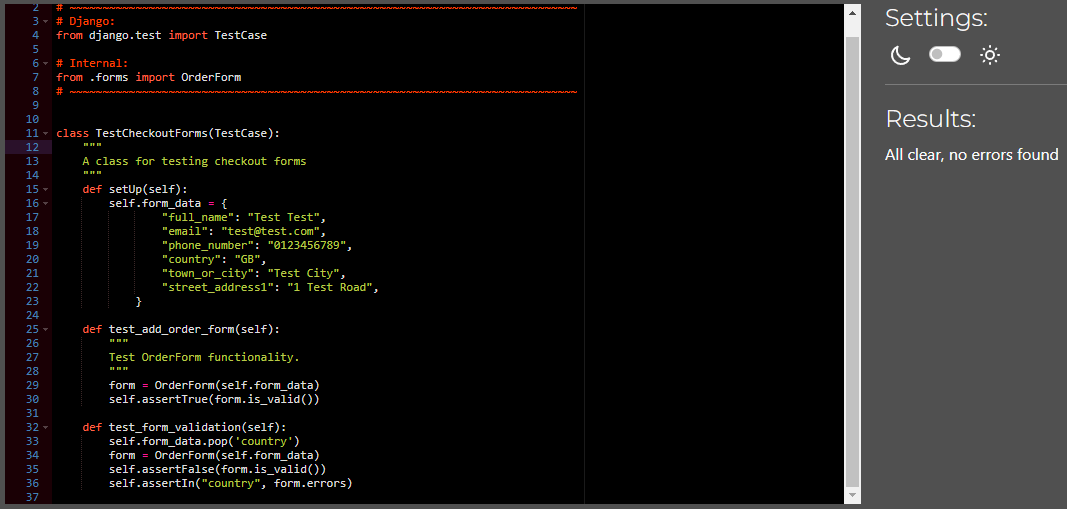 2 # ~~~~~~~~~~~~~~~~~~~~~~~~~~~~~~~~~~~~~~~~~~~~~~~~~~~~~~~~~~~~~~~~~~~~~~~~~~~~~
3 # Django:
4 from django.test import TestCase
5
6 # Internal:
7 from .forms import OrderForm
8 # ~~~~~~~~~~~~~~~~~~~~~~~~~~~~~~~~~~~~~~~~~~~~~~~~~~~~~~~~~~~~~~~~~~~~~~~~~~~~~
9
10
11 class TestCheckoutForms(TestCase):
12     """
13     A class for testing checkout forms
14     """
15     def setUp(self):
16         self.form_data = {
17                 "full_name": "Test Test",
18                 "email": "test@test.com",
19                 "phone_number": "0123456789",
20                 "country": "GB",
21                 "town_or_city": "Test City",
22                 "street_address1": "1 Test Road",
23             }
24
25     def test_add_order_form(self):
26         """
27         Test OrderForm functionality.
28         """
29         form = OrderForm(self.form_data)
30         self.assertTrue(form.is_valid())
31
32     def test_form_validation(self):
33         self.form_data.pop('country')
34         form = OrderForm(self.form_data)
35         self.assertFalse(form.is_valid())
36         self.assertIn("country", form.errors)
37
Settings:
Results:
All clear, no errors found